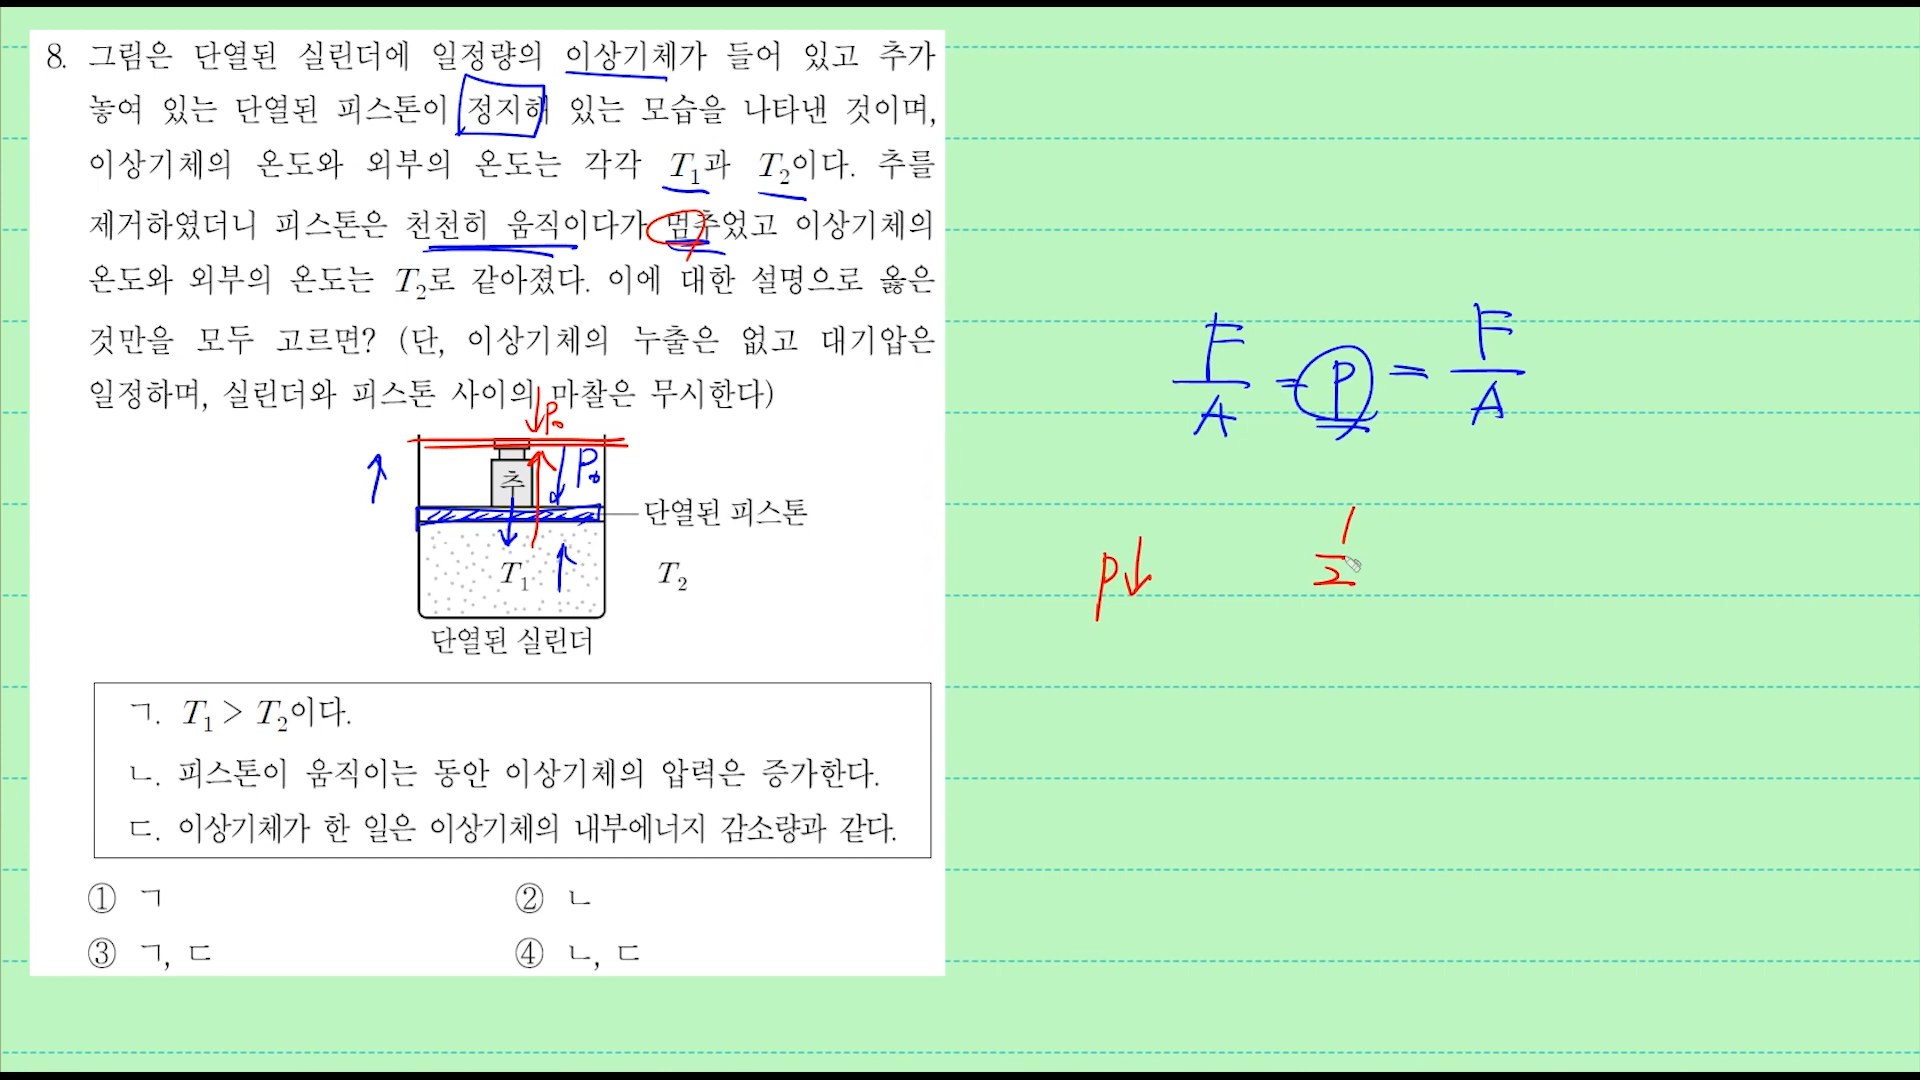 8. 그림은 단열된 실린더에 일정량의 이상기체가 들어 있고 추가
놓여 있는 단열된 피스톤이 정지해 있는 모습을 나타낸 것이며,
이상기체의 온도와 외부의 온도는 각각 T₁과 T₂이다. 추를
제거하였더니 피스톤은 천천히 움직이다가 멈추었고 이상기체의
온도와 외부의 온도는 T₂로 같아졌다. 이에 대한 설명으로 옳은
것만을 모두 고르면? (단, 이상기체의 누출은 없고 대기압은
일정하며, 실린더와 피스톤 사이의 마찰은 무시한다)
P₀
추
P₀
단열된 피스톤
T₁
T₂
단열된 실린더
ㄱ. T₁ > T₂이다.
ㄴ. 피스톤이 움직이는 동안 이상기체의 압력은 증가한다.
ㄷ. 이상기체가 한 일은 이상기체의 내부에너지 감소량과 같다.
① ㄱ
② ㄴ
③ ㄱ, ㄷ
④ ㄴ, ㄷ
F/A = P = F/A
P↓
1/2